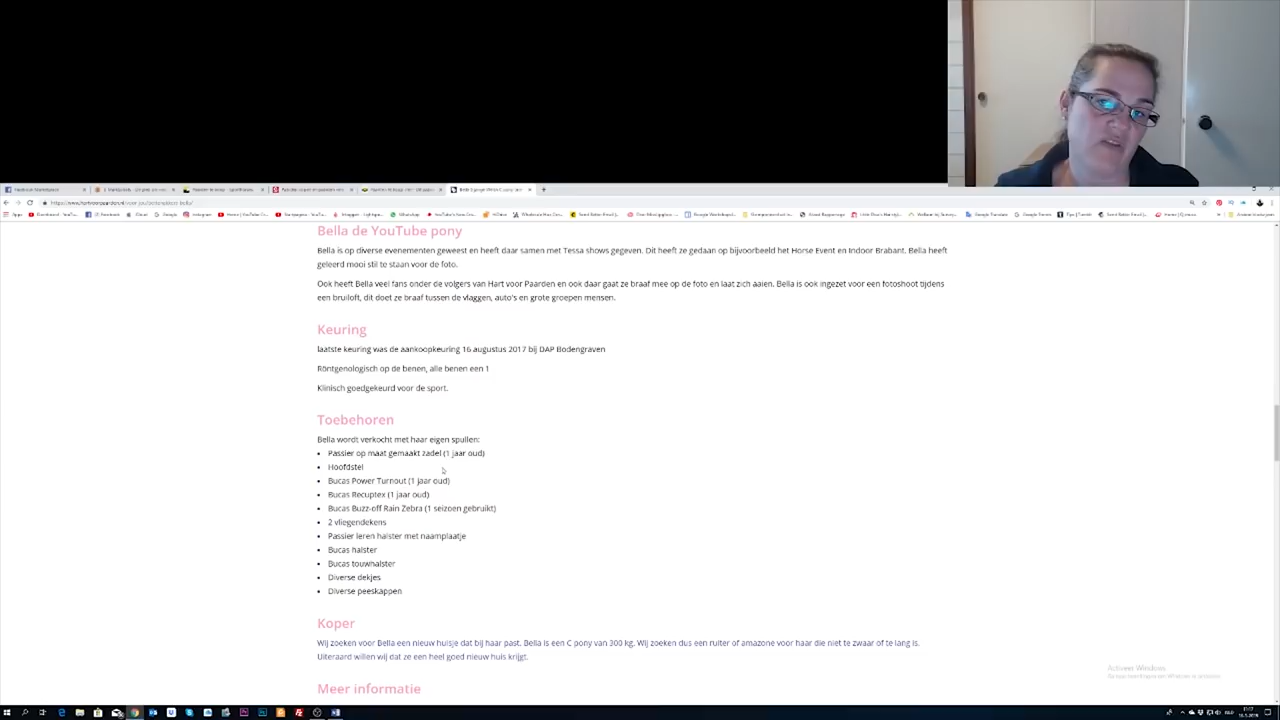 Bella de YouTube pony
Bella is op diverse evenementen geweest en heeft daar samen met Tessa shows gegeven. Dit heeft ze gedaan op bijvoorbeeld het Horse Event en Indoor Brabant. Bella heeft
geleerd mooi stil te staan voor de foto.
Ook heeft Bella veel fans onder de volgers van Hart voor Paarden en ook daar gaat ze braaf mee op de foto en laat zich aaien. Bella is ook ingezet voor een fotoshoot tijdens
een bruiloft, dit doet ze braaf tussen de vlaggen, auto's en grote groepen mensen.
Keuring
laatste keuring was de aankoopkeuring 16 augustus 2017 bij DAP Bodengraven
Röntgenologisch op de benen, alle benen een 1
Klinisch goedgekeurd voor de sport.
Toebehoren
Bella wordt verkocht met haar eigen spullen:
• Passier op maat gemaakt zadel (1 jaar oud)
• Hoofdstel
• Bucas Power Turnout (1 jaar oud)
• Bucas Recuptex (1 jaar oud)
• Bucas Buzz-off Rain Zebra (1 seizoen gebruikt)
• 2 vliegendekens
• Passier leren halster met naamplaatje
• Bucas halster
• Bucas touwhalster
• Diverse dekjes
• Diverse peeskappen
Koper
Wij zoeken voor Bella een nieuw huisje dat bij haar past. Bella is een C pony van 300 kg. Wij zoeken dus een ruiter of amazone voor haar die niet te zwaar of te lang is.
Uiteraard willen wij dat ze een heel goed nieuw huis krijgt.
Meer informatie
Activeer Windows